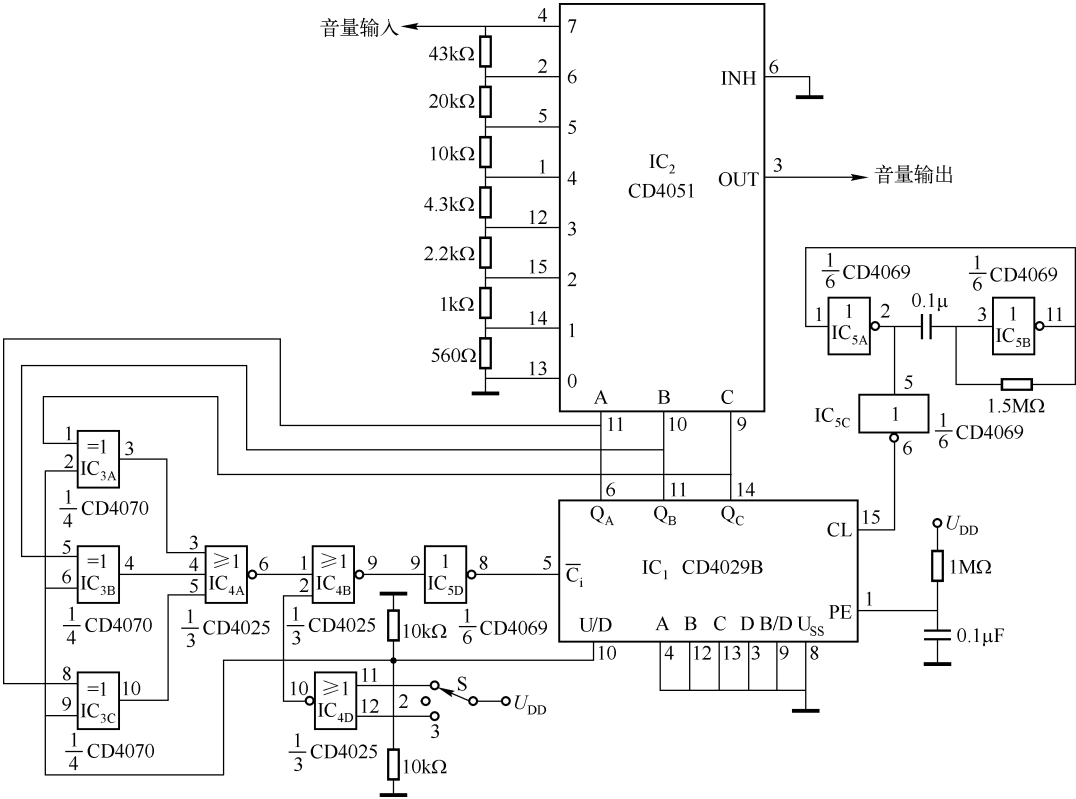 音量输入
4
7
43kΩ
2
6
20kΩ
5
5
10kΩ
1
4
4.3kΩ
12
3
2.2kΩ
15
2
1kΩ
14
1
560Ω
13
0
IC2
CD4051
INH
6
OUT
3
音量输出
A
B
C
11
10
9
1/6 CD4069
1/6 CD4069
1
1
IC5A
2
0.1μ
3
1
IC5B
11
1.5MΩ
5
IC5C
1
1/6 CD4069
6
1
2
=1
IC3A
3
1/4 CD4070
5
6
=1
IC3B
4
1/4 CD4070
8
9
=1
IC3C
10
1/4 CD4070
3
4
5
≥1
IC4A
6
1/3 CD4025
1
2
≥1
IC4B
9
1/3 CD4025
9
1
IC5D
8
1/6 CD4069
10kΩ
10
≥1
IC4D
11
12
1/3 CD4025
S
2
3
UDD
10kΩ
6
11
14
QA
QB
QC
5
C̅i
IC1 CD4029B
CL
15
PE
1
U/D
A
B
C
D
B/D
USS
10
4
12
13
3
9
8
UDD
1MΩ
0.1μF